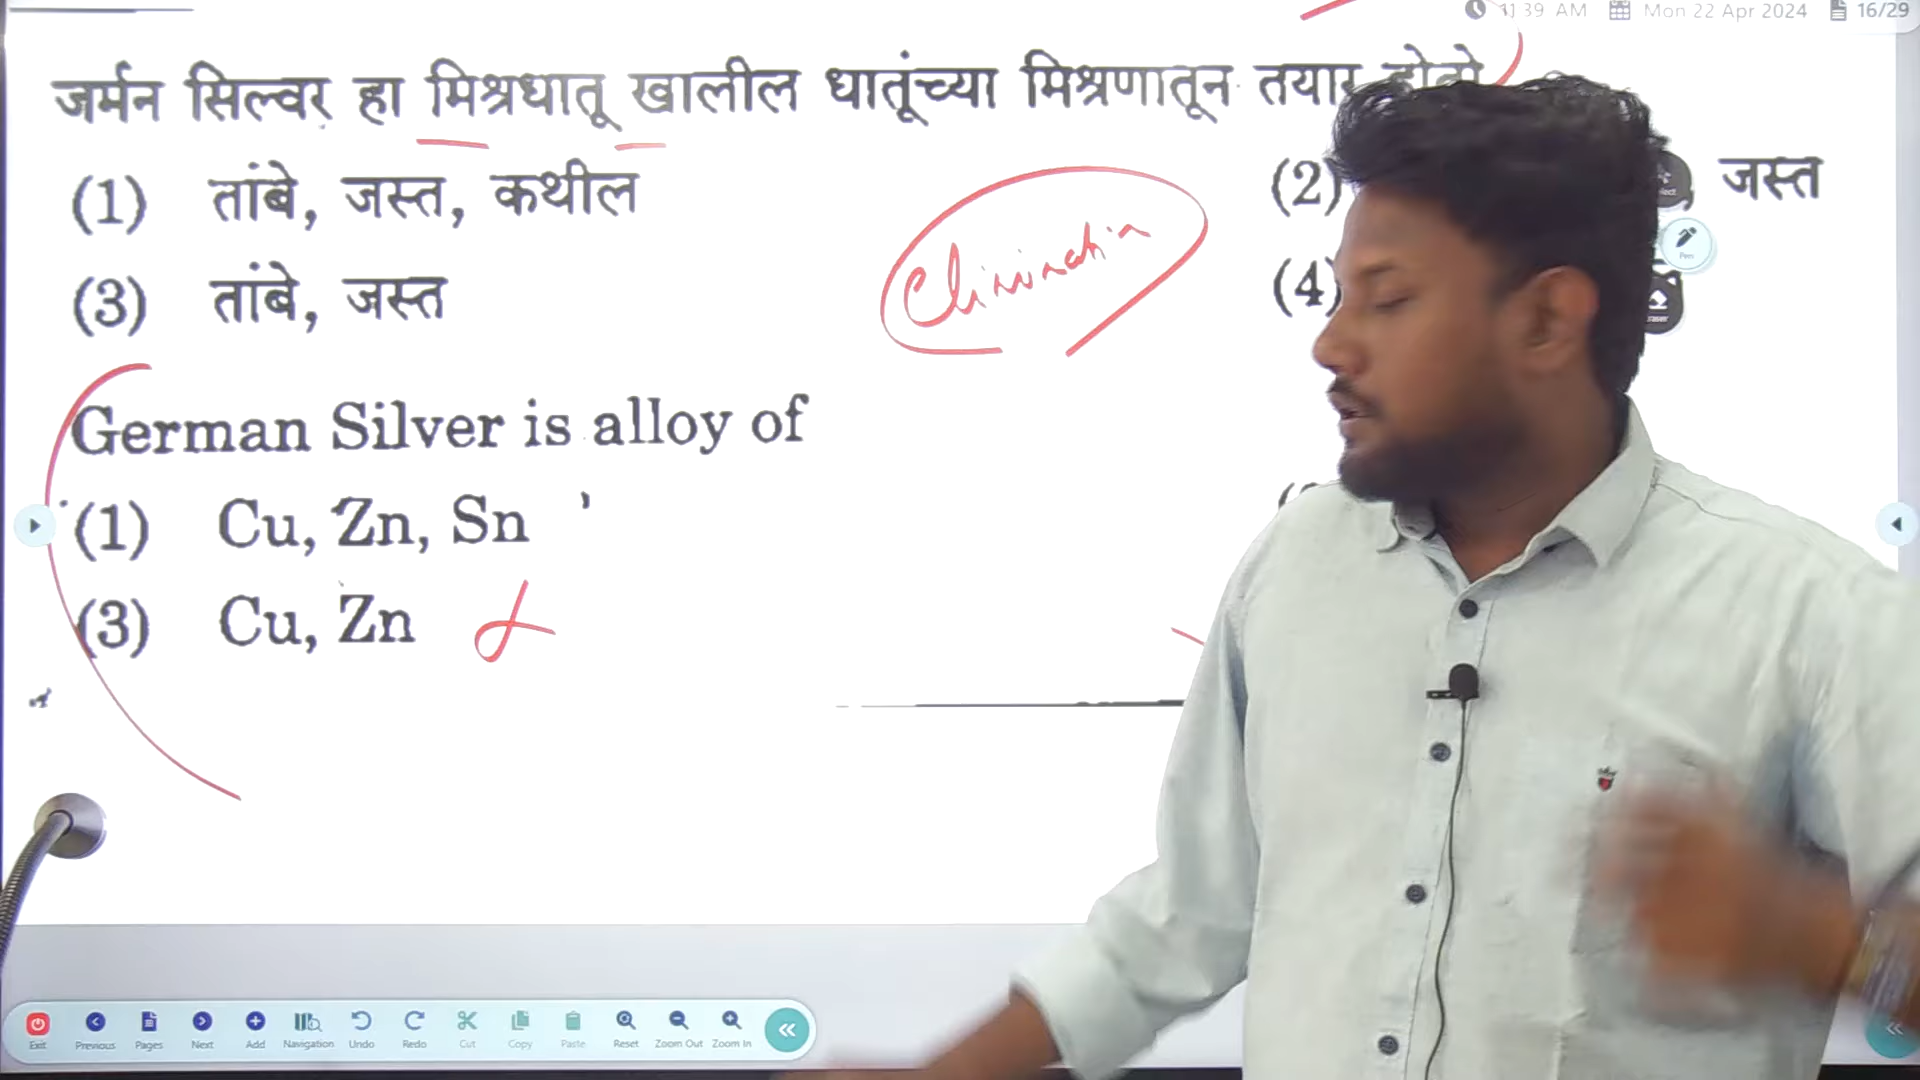 11 39 AM Mon 22 Apr 2024 16/29
जर्मन सिल्वर हा मिश्रधातू खालील धातूंच्या मिश्रणातून तयार होतो
(1) तांबे, जस्त, कथील (2) , जस्त
Elimination
(3) तांबे, जस्त (4)
Pen
German Silver is alloy of
(1) Cu, Zn, Sn
(3) Cu, Zn
Exit Previous Pages Next Add Navigation Undo Redo Cut Copy Paste Reset Zoom Out Zoom In